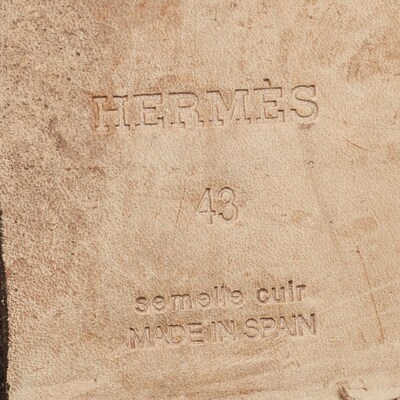 HERMÈS
43
semelle cuir
MADE IN SPAIN